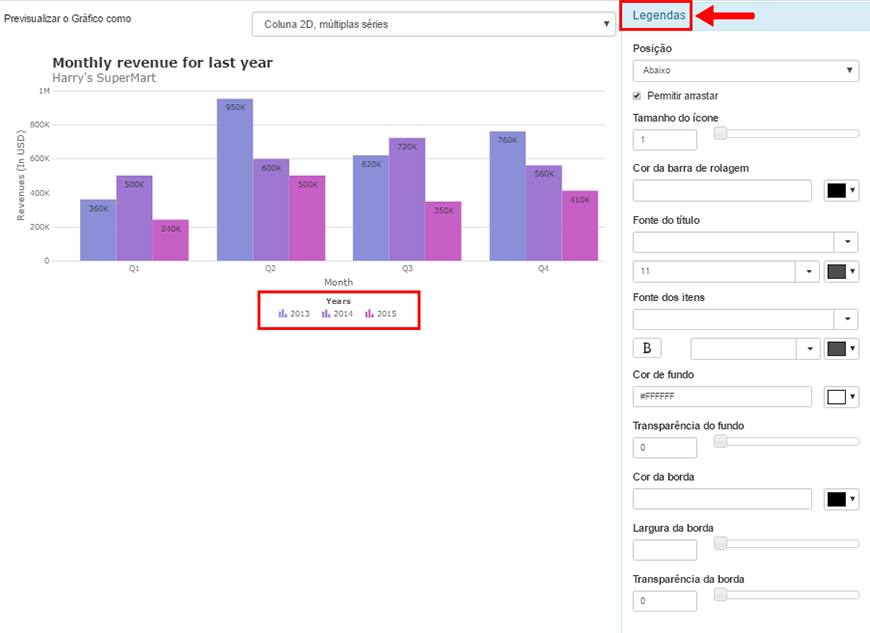 Previsualizar o Gráfico como
Coluna 2D, múltiplas séries
Monthly revenue for last year
Harry's SuperMart
Revenues (In USD)
1M
800K
600K
400K
200K
0
360K
500K
240K
950K
600K
500K
620K
720K
350K
760K
560K
410K
Q1
Q2
Q3
Q4
Month
Years
2013 2014 2015
Legendas
Posição
Abaixo
Permitir arrastar
Tamanho do ícone
1
Cor da barra de rolagem
Fonte do título
11
Fonte dos itens
B
Cor de fundo
#FFFFFF
Transparência do fundo
0
Cor da borda
Largura da borda
Transparência da borda
0